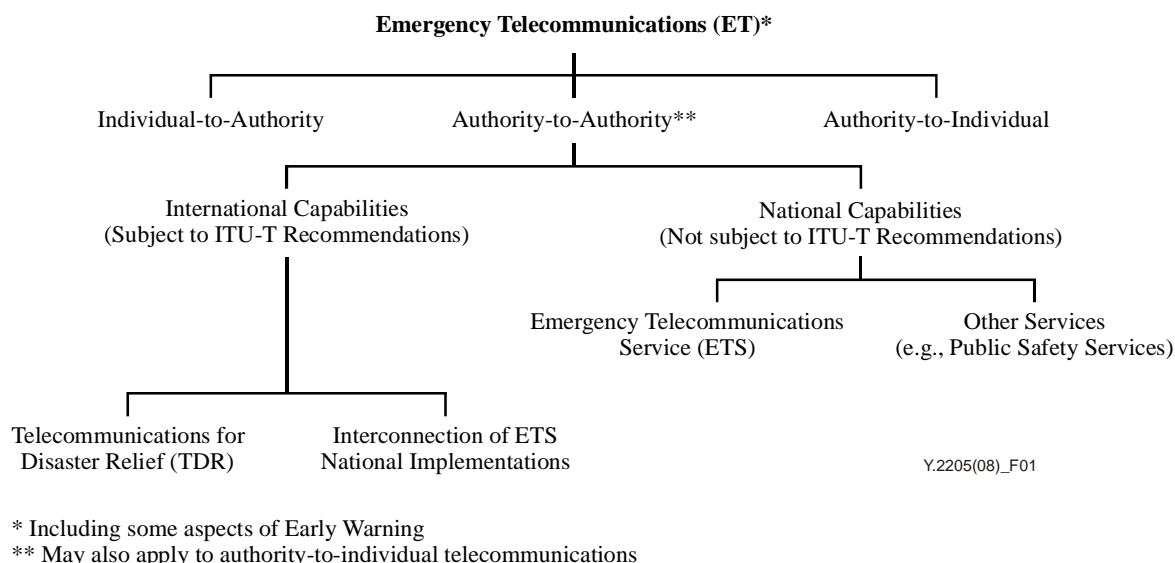 Emergency Telecommunications (ET)*
Individual-to-Authority
Authority-to-Authority**
Authority-to-Individual
International Capabilities
(Subject to ITU-T Recommendations)
National Capabilities
(Not subject to ITU-T Recommendations)
Emergency Telecommunications
Service (ETS)
Other Services
(e.g., Public Safety Services)
Telecommunications for
Disaster Relief (TDR)
Interconnection of ETS
National Implementations
Y.2205(08)_F01
* Including some aspects of Early Warning
** May also apply to authority-to-individual telecommunications